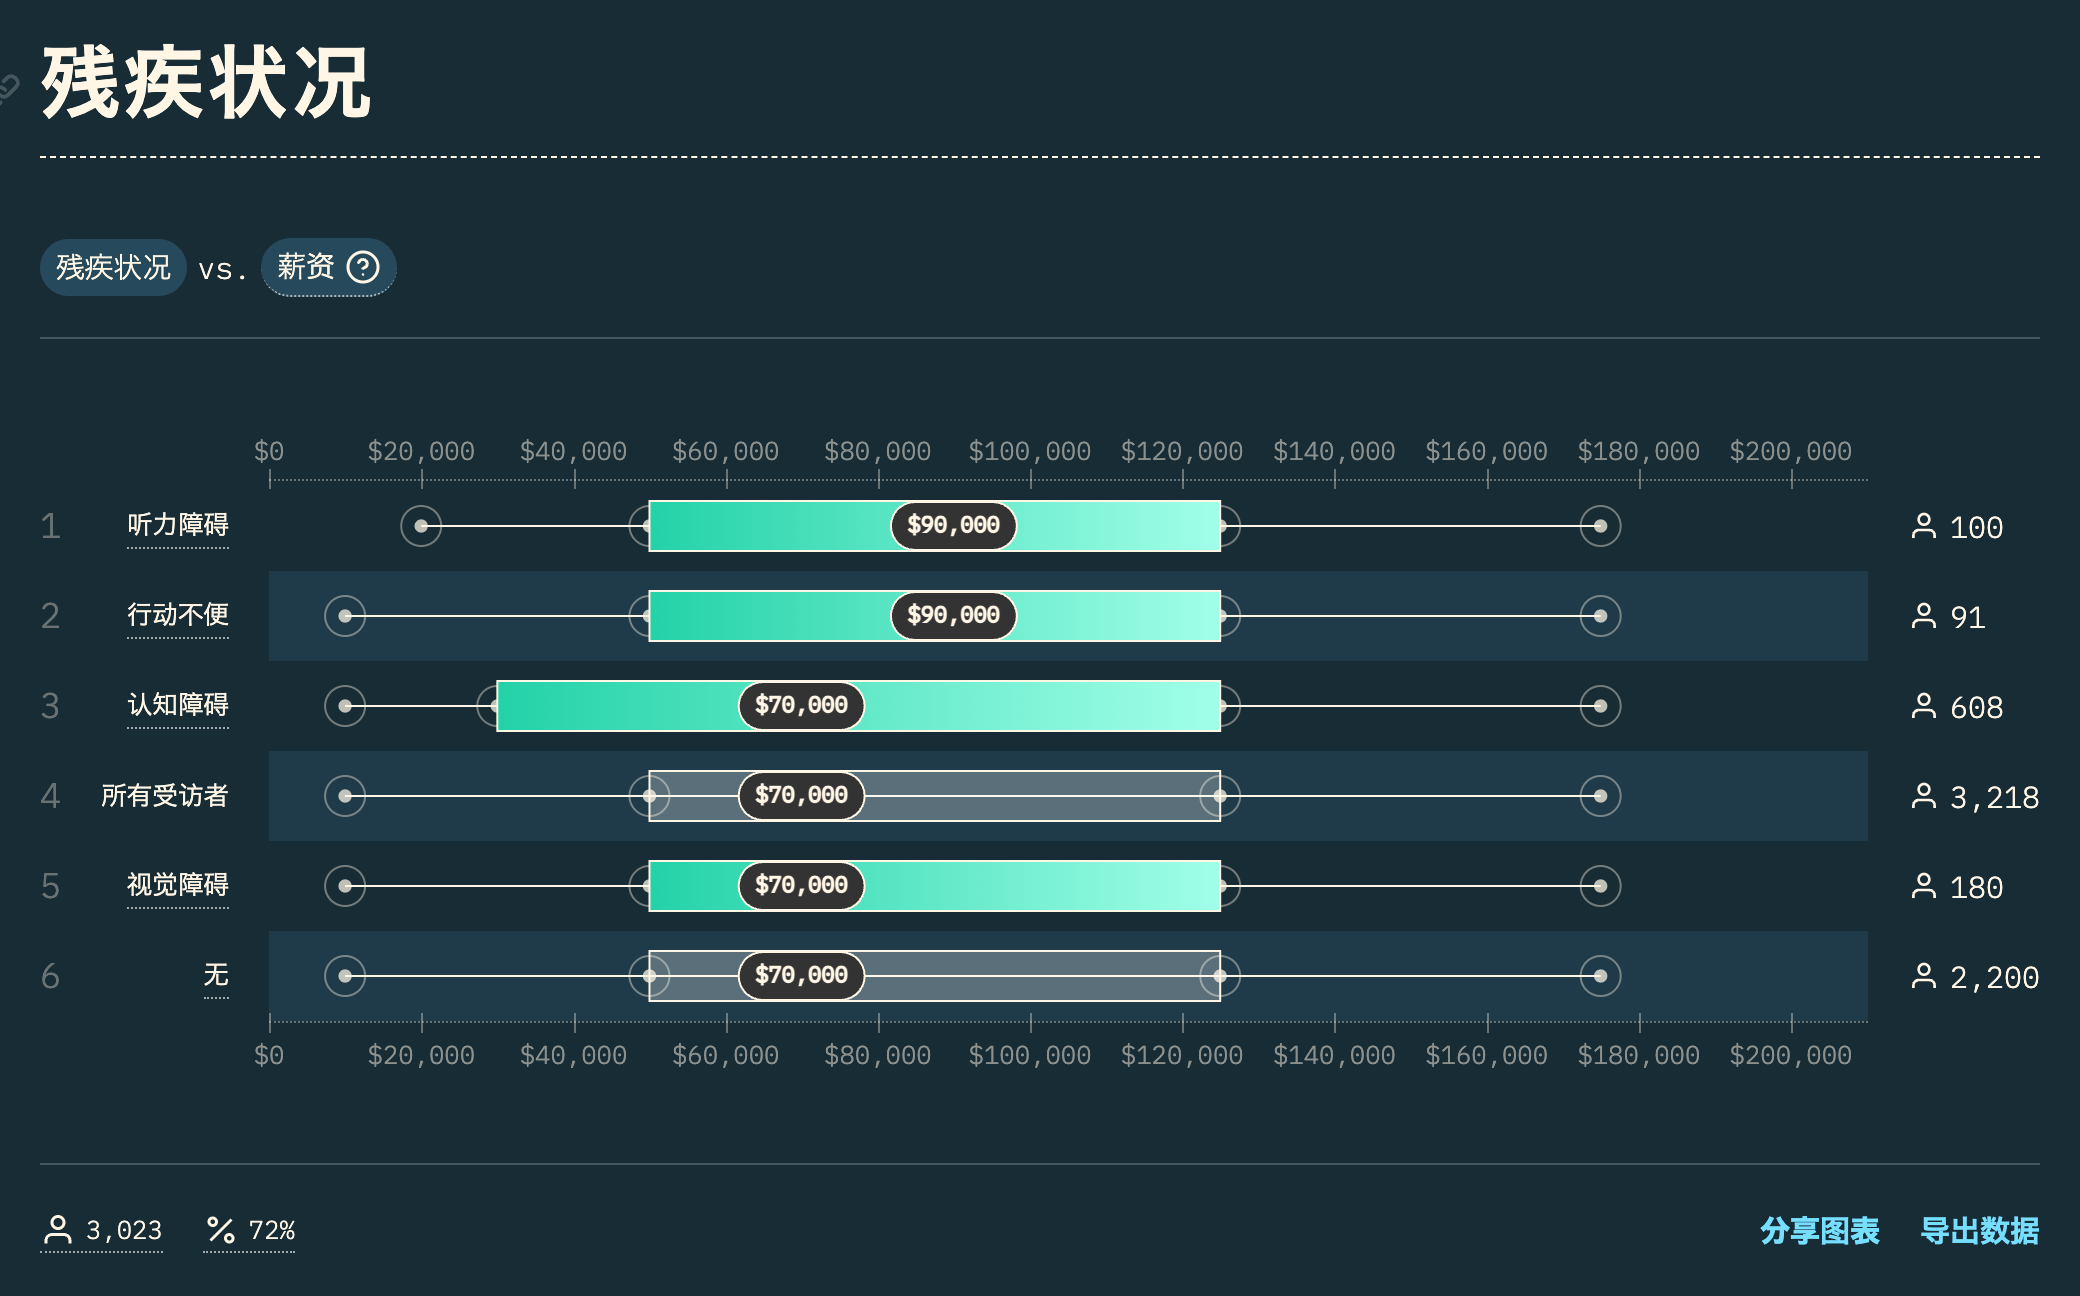 残疾状况
残疾状况 vs. 薪资
$0 $20,000 $40,000 $60,000 $80,000 $100,000 $120,000 $140,000 $160,000 $180,000 $200,000
1 听力障碍 $90,000 100
2 行动不便 $90,000 91
3 认知障碍 $70,000 608
4 所有受访者 $70,000 3,218
5 视觉障碍 $70,000 180
6 无 $70,000 2,200
$0 $20,000 $40,000 $60,000 $80,000 $100,000 $120,000 $140,000 $160,000 $180,000 $200,000
3,023 72% 分享图表 导出数据